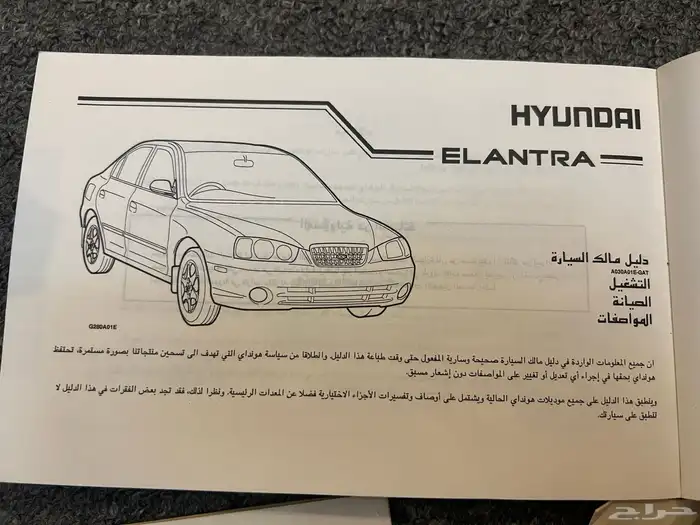 HYUNDAI
ELANTRA
دليل مالك السيارة
A030A01E-GAT
التشغيل
الصيانة
المواصفات
G280A01E
ان جميع المعلومات الواردة في دليل مالك السيارة صحيحة وسارية المفعول حتى وقت طباعة هذا الدليل. وانطلاقا من سياسة هونداي التي تهدف الى تحسين منتجاتنا بصورة مستمرة، تحتفظ
هونداي بحقها في إجراء أي تعديل أو تغيير على المواصفات دون إشعار مسبق.
وينطبق هذا الدليل على جميع موديلات هونداي الحالية ويشتمل على أوصاف وتفسيرات الأجزاء الاختيارية فضلا عن المعدات الرئيسية. ونظرا لذلك، فقد تجد بعض الفقرات في هذا الدليل لا
تنطبق على سيارتك.
حراج